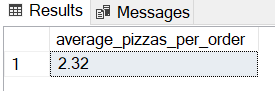 Results Messages
average_pizzas_per_order
1 2.32